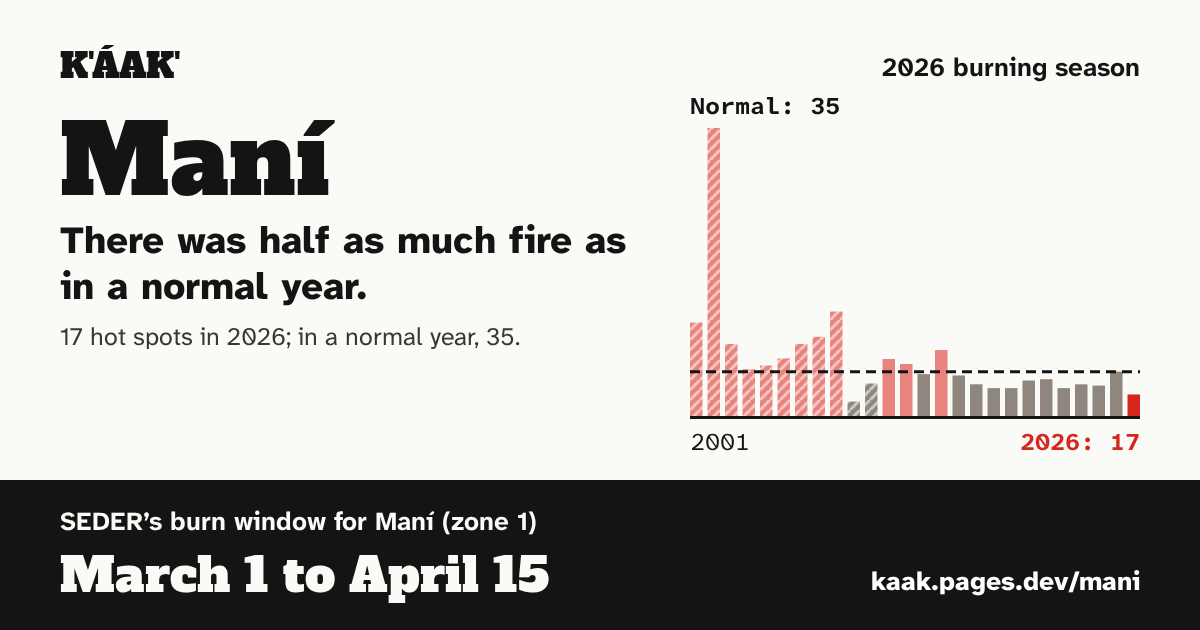 K'ÁAK'
2026 burning season
Maní
There was half as much fire as
in a normal year.
17 hot spots in 2026; in a normal year, 35.
Normal: 35
2001
2026: 17
SEDER’s burn window for Maní (zone 1)
March 1 to April 15
kaak.pages.dev/mani